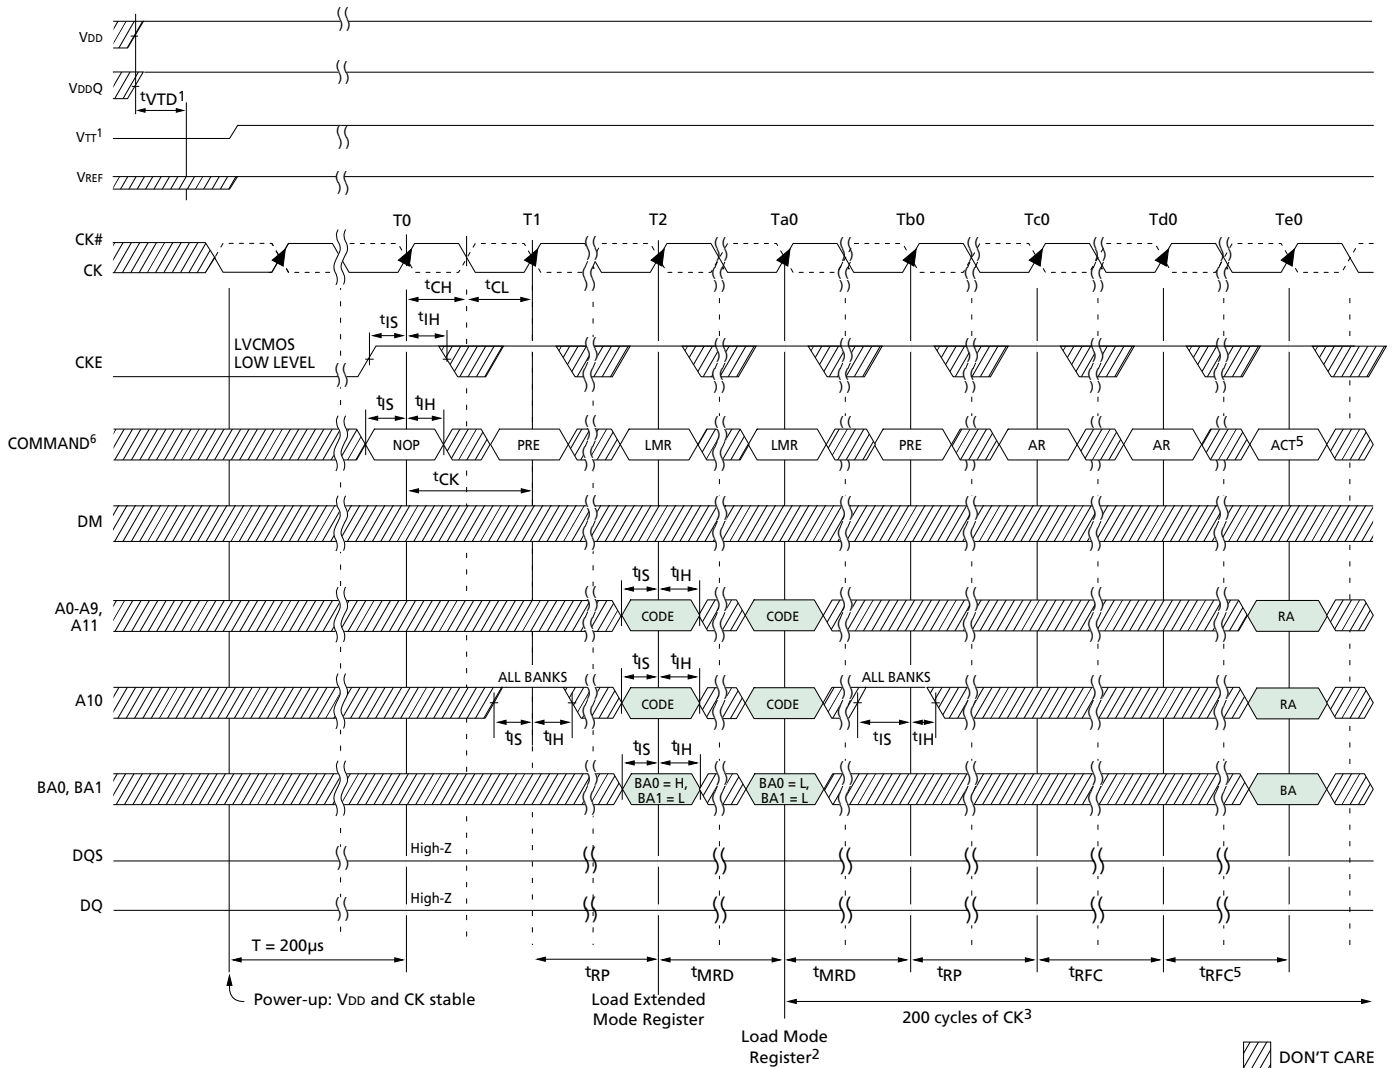 VDD
VDDQ
tVTD1
VTT1
VREF
T0 T1 T2 Ta0 Tb0 Tc0 Td0 Te0
CK#
CK
tCH tCL
tIS tIH
LVCMOS
LOW LEVEL
CKE
tIS tIH
COMMAND6
NOP PRE LMR LMR PRE AR AR ACT5
tCK
DM
tIS tIH
A0-A9,
A11
CODE CODE RA
tIS tIH
ALL BANKS ALL BANKS
A10
CODE CODE RA
tIS tIH tIS tIH
tIS tIH
BA0, BA1
BA0 = H,
BA1 = L
BA0 = L,
BA1 = L
BA
DQS
High-Z
DQ
High-Z
T = 200µs
tRP tMRD tMRD tRP tRFC tRFC5
Power-up: VDD and CK stable
Load Extended
Mode Register
200 cycles of CK3
Load Mode
Register2
DON'T CARE